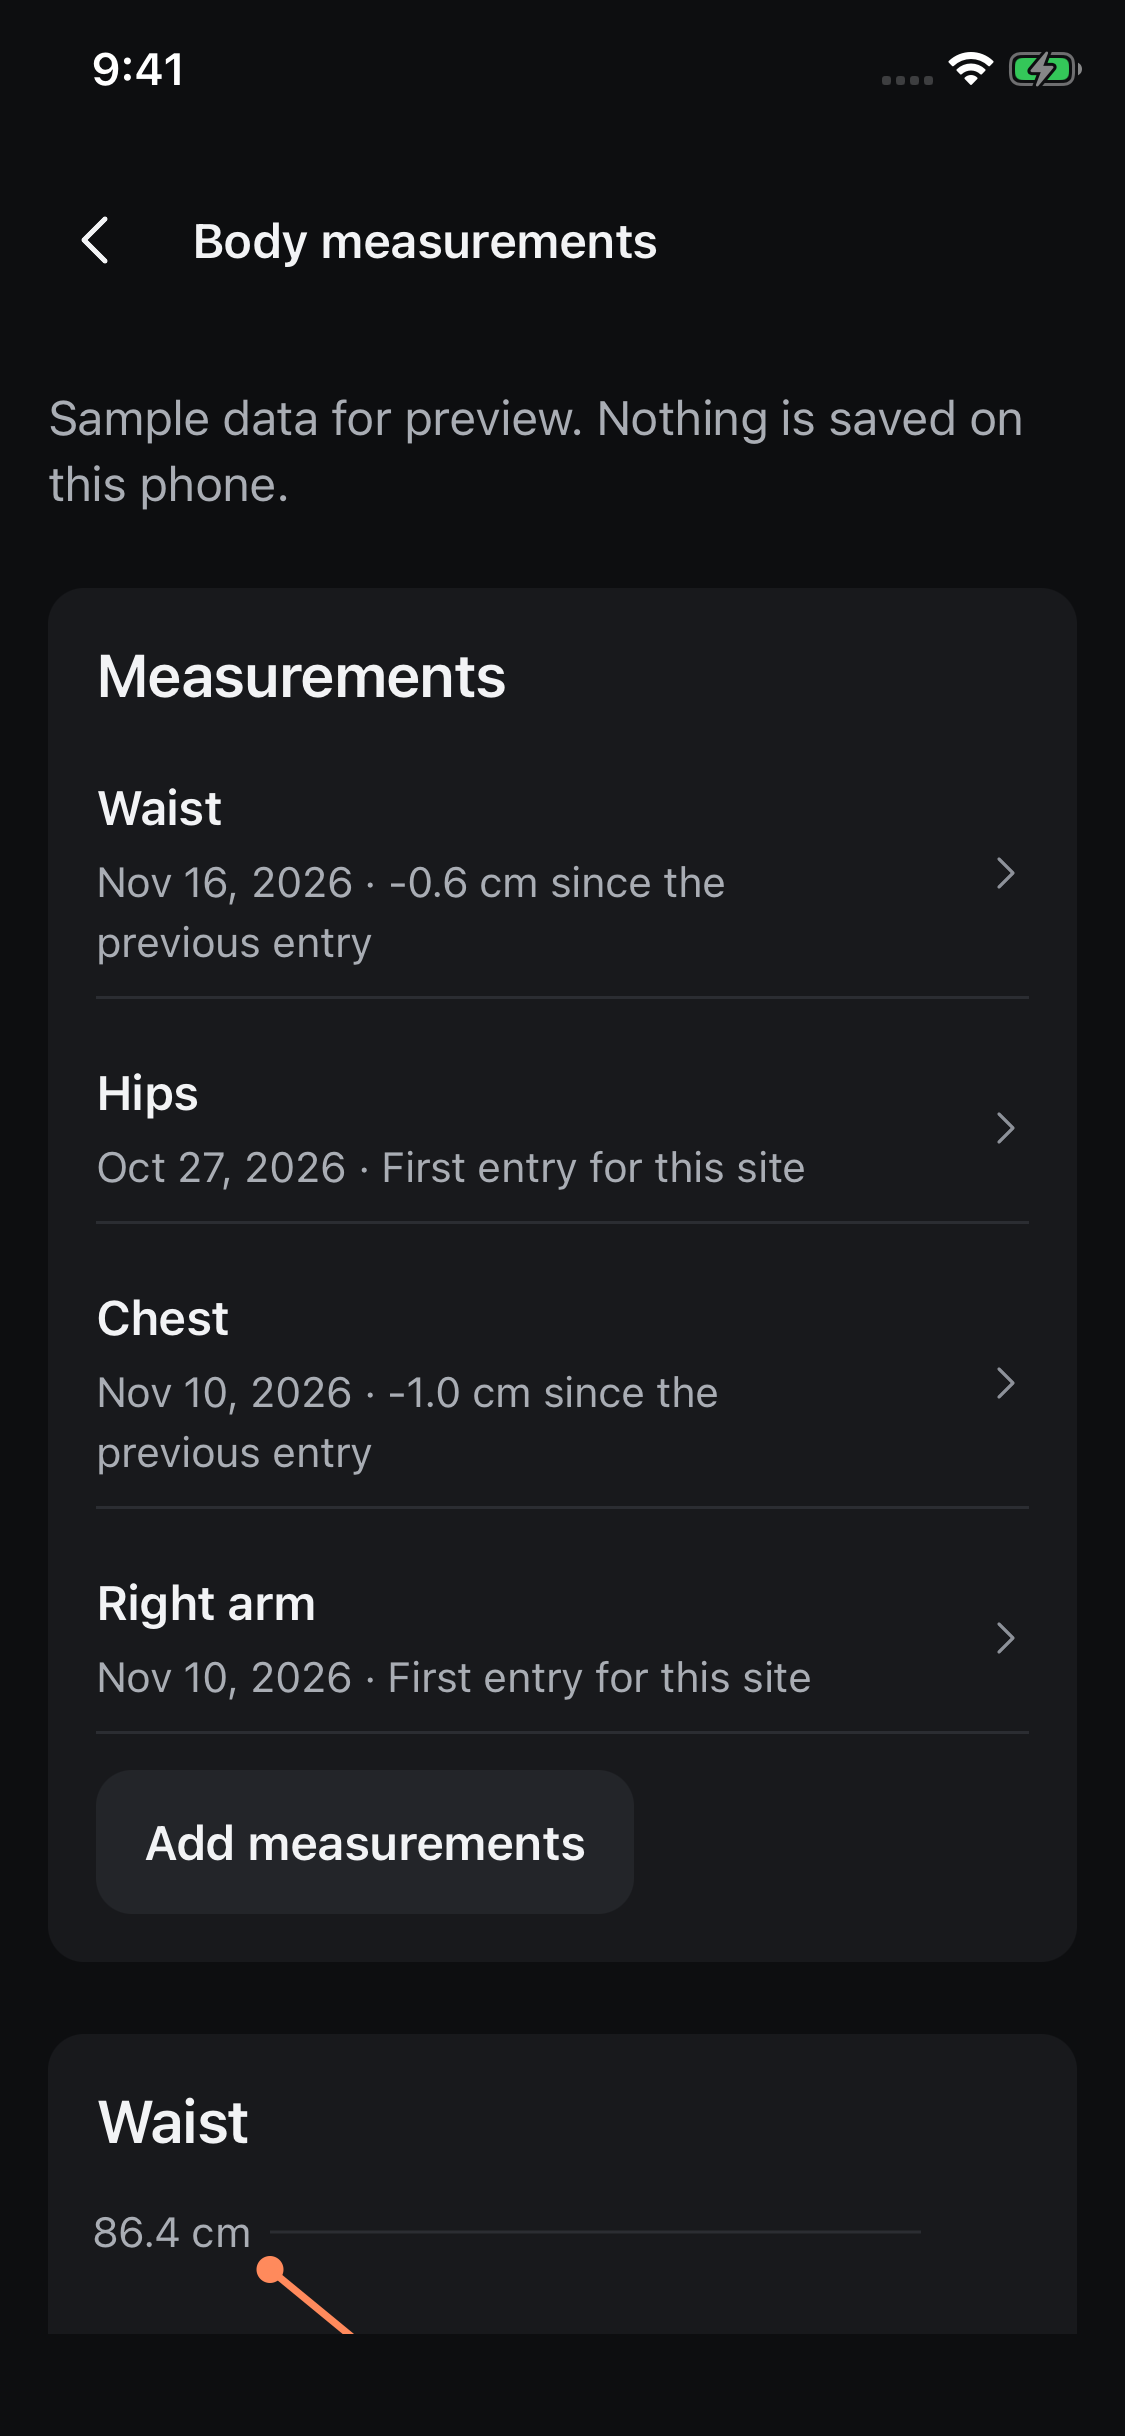 9:41
Body measurements
Sample data for preview. Nothing is saved on
this phone.
Measurements
Waist
Nov 16, 2026 · -0.6 cm since the
previous entry
Hips
Oct 27, 2026 · First entry for this site
Chest
Nov 10, 2026 · -1.0 cm since the
previous entry
Right arm
Nov 10, 2026 · First entry for this site
Add measurements
Waist
86.4 cm